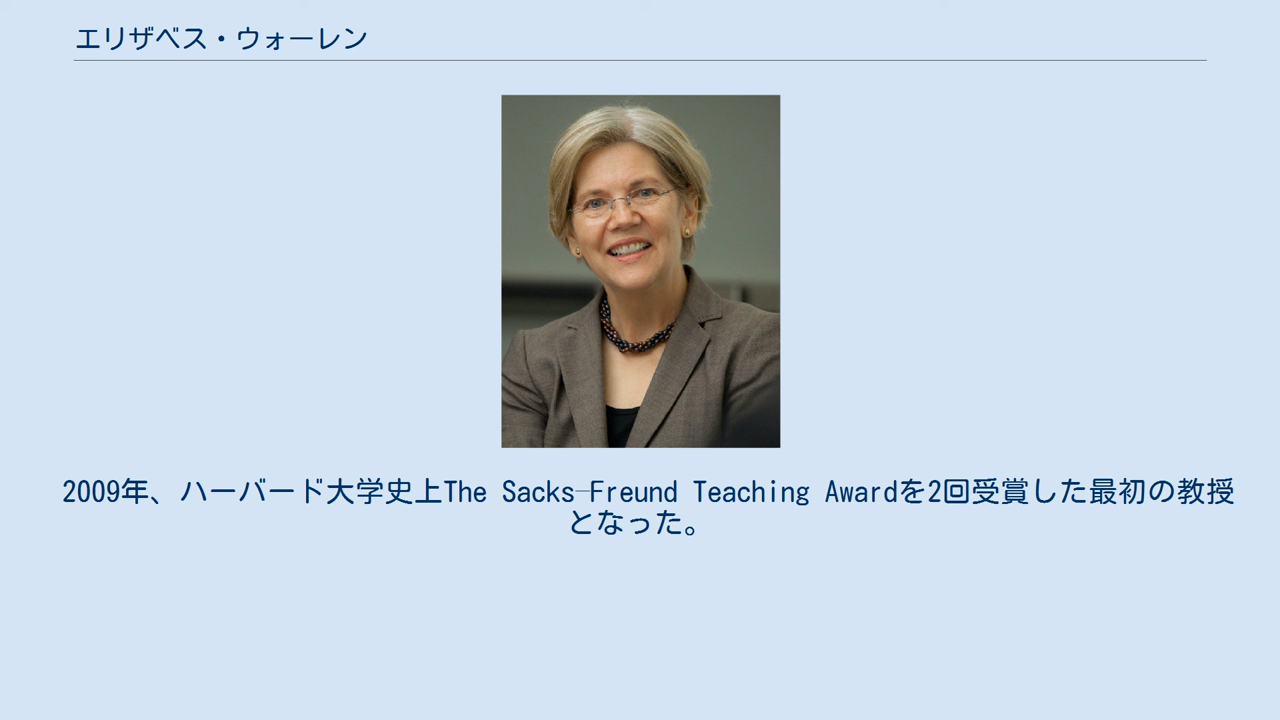 エリザベス・ウォーレン
2009年、ハーバード大学史上The Sacks–Freund Teaching Awardを2回受賞した最初の教授
となった。